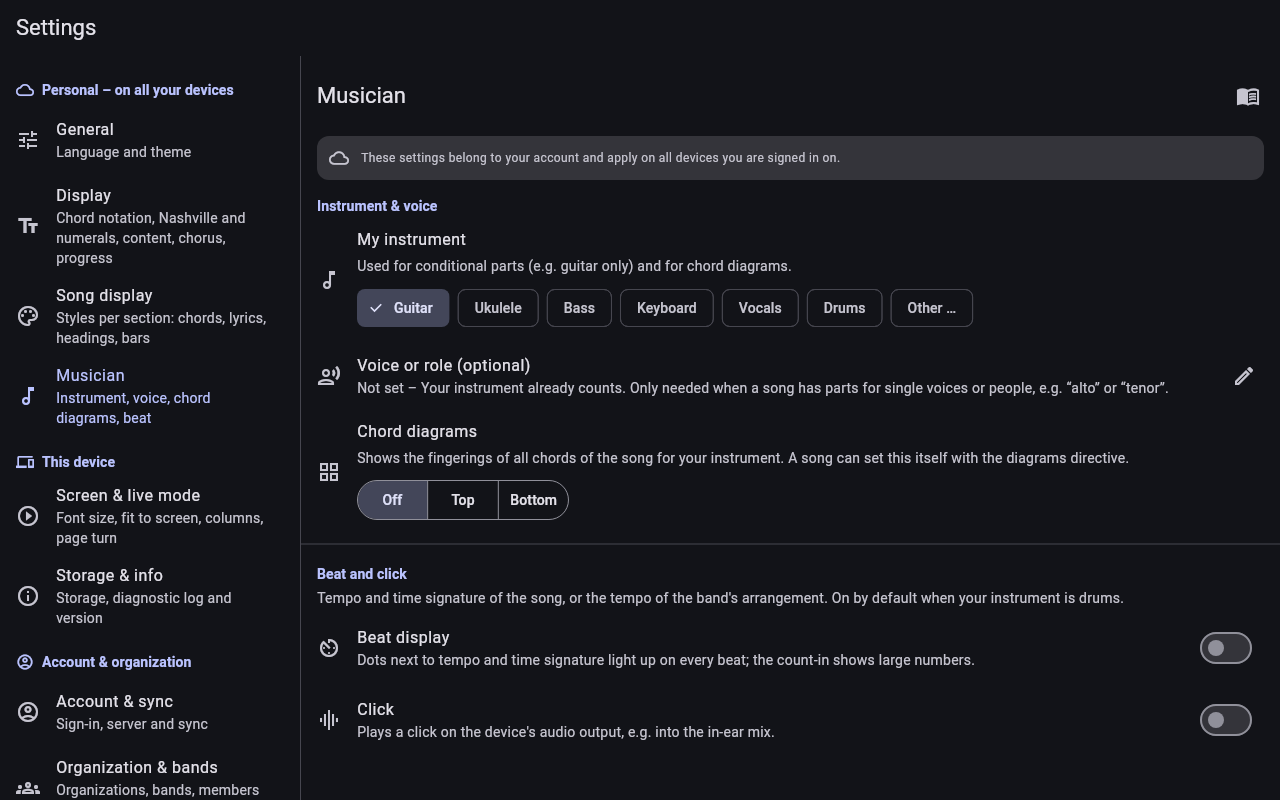 Settings
Personal – on all your devices
General
Language and theme
Display
Chord notation, Nashville and
numerals, content, chorus,
progress
Song display
Styles per section: chords, lyrics,
headings, bars
Musician
Instrument, voice, chord
diagrams, beat
This device
Screen & live mode
Font size, fit to screen, columns,
page turn
Storage & info
Storage, diagnostic log and
version
Account & organization
Account & sync
Sign-in, server and sync
Organization & bands
Organizations, bands, members
Musician
These settings belong to your account and apply on all devices you are signed in on.
Instrument & voice
My instrument
Used for conditional parts (e.g. guitar only) and for chord diagrams.
Guitar Ukulele Bass Keyboard Vocals Drums Other ...
Voice or role (optional)
Not set – Your instrument already counts. Only needed when a song has parts for single voices or people, e.g. “alto” or “tenor”.
Chord diagrams
Shows the fingerings of all chords of the song for your instrument. A song can set this itself with the diagrams directive.
Off Top Bottom
Beat and click
Tempo and time signature of the song, or the tempo of the band's arrangement. On by default when your instrument is drums.
Beat display
Dots next to tempo and time signature light up on every beat; the count-in shows large numbers.
Click
Plays a click on the device's audio output, e.g. into the in-ear mix.